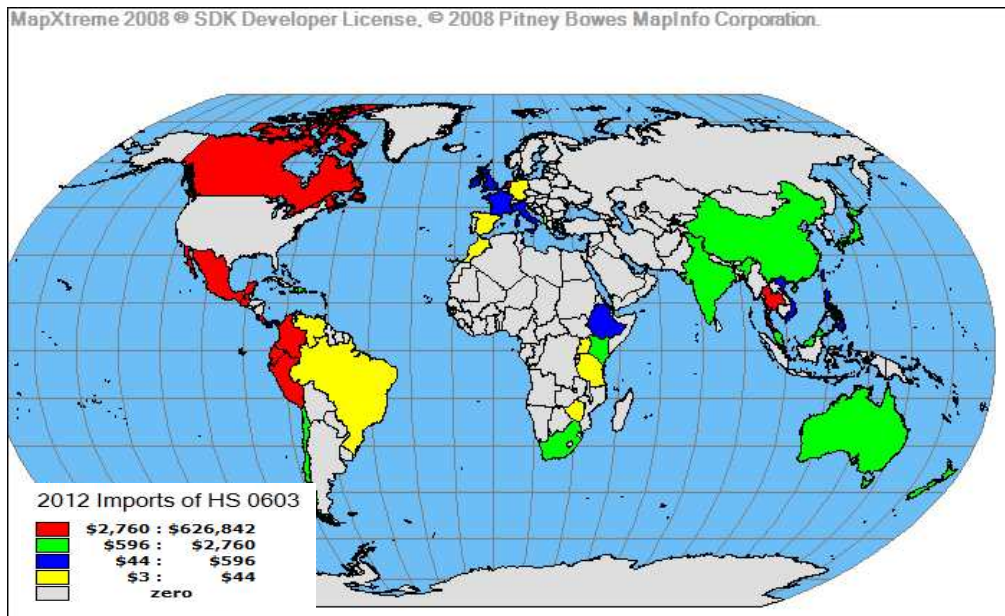 MapXtreme 2008 ® SDK Developer License, © 2008 Pitney Bowes MapInfo Corporation.
2012 Imports of HS 0603
$2,760 : $626,842
$596 : $2,760
$44 : $596
$3 : $44
zero